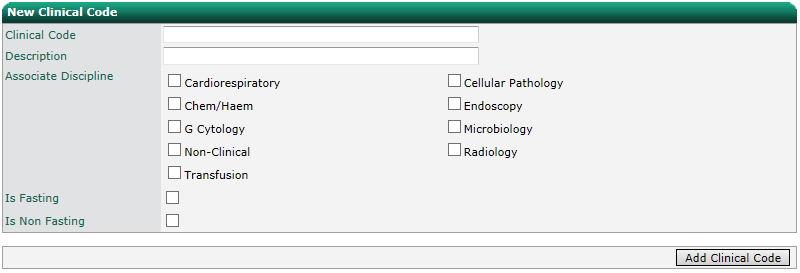 New Clinical Code
Clinical Code
Description
Associate Discipline
Cardiorespiratory Cellular Pathology
Chem/Haem Endoscopy
G Cytology Microbiology
Non-Clinical Radiology
Transfusion
Is Fasting
Is Non Fasting
Add Clinical Code